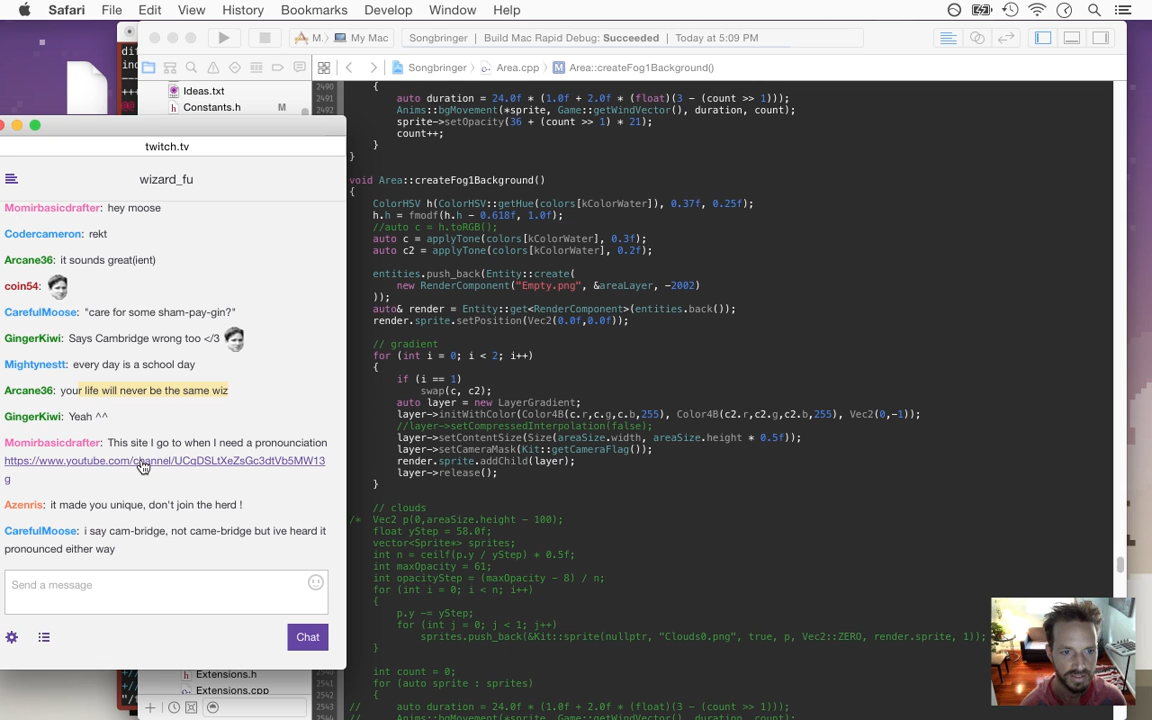 Safari File Edit View History Bookmarks Develop Window Help
M. My Mac Songbringer Build Mac Rapid Debug: Succeeded Today at 5:09 PM
Songbringer Area.cpp M Area::createFog1Background()
Ideas.txt
Constants.h M
twitch.tv
wizard_fu
Momirbasicdrafter: hey moose
Codercameron: rekt
Arcane36: it sounds great(ient)
coin54:
CarefulMoose: "care for some sham-pay-gin?"
GingerKiwi: Says Cambridge wrong too </3
Mightynestt: every day is a school day
Arcane36: your life will never be the same wiz
GingerKiwi: Yeah ^^
Momirbasicdrafter: This site I go to when I need a pronounciation
https://www.youtube.com/channel/UCqDSLtXeZsGc3dtVb5MW13
g
Azenris: it made you unique, don't join the herd !
CarefulMoose: i say cam-bridge, not came-bridge but ive heard it
pronounced either way
Send a message
Chat
Extensions.h
Extensions.cpp
2490 {
2491 auto duration = 24.0f * (1.0f + 2.0f * (float)(3 - (count >> 1)));
2492 Anims::bgMovement(*sprite, Game::getWindVector(), duration, count);
sprite->setOpacity(36 + (count >> 1) * 21);
count++;
}
}
void Area::createFog1Background()
{
ColorHSV h(ColorHSV::getHue(colors[kColorWater]), 0.37f, 0.25f);
h.h = fmodf(h.h - 0.618f, 1.0f);
//auto c = h.toRGB();
auto c = applyTone(colors[kColorWater], 0.3f);
auto c2 = applyTone(colors[kColorWater], 0.2f);
entities.push_back(Entity::create(
new RenderComponent("Empty.png", &areaLayer, -2002)
));
auto& render = Entity::get<RenderComponent>(entities.back());
render.sprite.setPosition(Vec2(0.0f,0.0f));
// gradient
for (int i = 0; i < 2; i++)
{
if (i == 1)
swap(c, c2);
auto layer = new LayerGradient;
layer->initWithColor(Color4B(c.r,c.g,c.b,255), Color4B(c2.r,c2.g,c2.b,255), Vec2(0,-1));
//layer->setCompressedInterpolation(false);
layer->setContentSize(Size(areaSize.width, areaSize.height * 0.5f));
layer->setCameraMask(Kit::getCameraFlag());
render.sprite.addChild(layer);
layer->release();
}
// clouds
/* Vec2 p(0,areaSize.height - 100);
float yStep = 58.0f;
vector<Sprite*> sprites;
int n = ceilf(p.y / yStep) + 0.5f;
int maxOpacity = 61;
int opacityStep = (maxOpacity - 8) / n;
for (int i = 0; i < n; i++)
{
p.y -= yStep;
for (int j = 0; j < 1; j++)
sprites.push_back(&Kit::sprite(nullptr, "Clouds0.png", true, p, Vec2::ZERO, render.sprite, 1));
}
int count = 0;
2541 for (auto sprite : sprites)
2542 {
2543 // auto duration = 24.0f * (1.0f + 2.0f * (float)(3 - (count >> 1)));
// Anims::bgMovement(*sprite, Game::getWindVector(), duration, count);